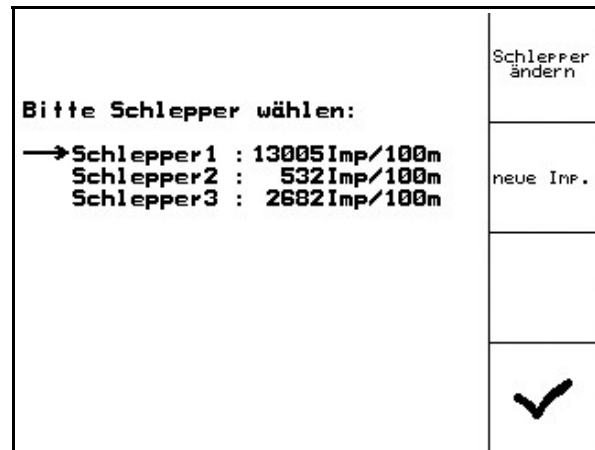 Schlepper
ändern
Bitte Schlepper wählen:
Schlepper1 : 13005Imp/100m
Schlepper2 : 532Imp/100m
Schlepper3 : 2682Imp/100m
neue Imp.